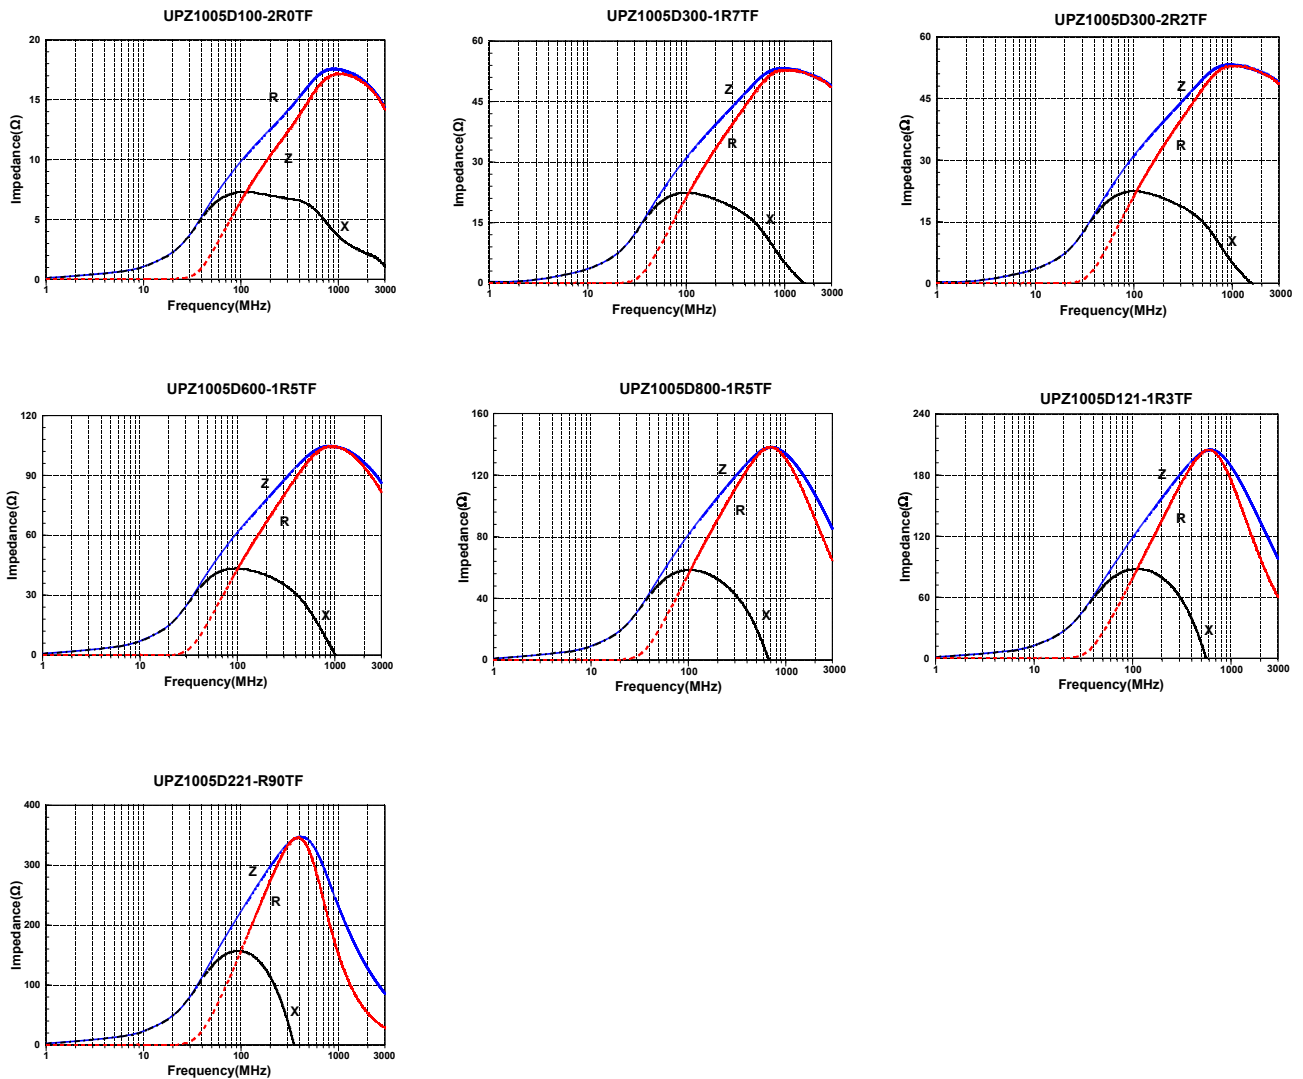 UPZ1005D100-2R0TF
20
15
10
5
0
Impedance(Ω)
R
Z
X
1
10
100
1000
3000
Frequency(MHz)
UPZ1005D300-1R7TF
60
45
30
15
0
Impedance(Ω)
Z
R
X
1
10
100
1000
3000
Frequency(MHz)
UPZ1005D300-2R2TF
60
45
30
15
0
Impedance(Ω)
Z
R
X
1
10
100
1000
3000
Frequency(MHz)
UPZ1005D600-1R5TF
120
90
60
30
0
Impedance(Ω)
Z
R
X
1
10
100
1000
3000
Frequency(MHz)
UPZ1005D800-1R5TF
160
120
80
40
0
Impedance(Ω)
Z
R
X
1
10
100
1000
3000
Frequency(MHz)
UPZ1005D121-1R3TF
240
180
120
60
0
Impedance(Ω)
Z
R
X
1
10
100
1000
3000
Frequency(MHz)
UPZ1005D221-R90TF
400
300
200
100
0
Impedance(Ω)
Z
R
X
1
10
100
1000
3000
Frequency(MHz)